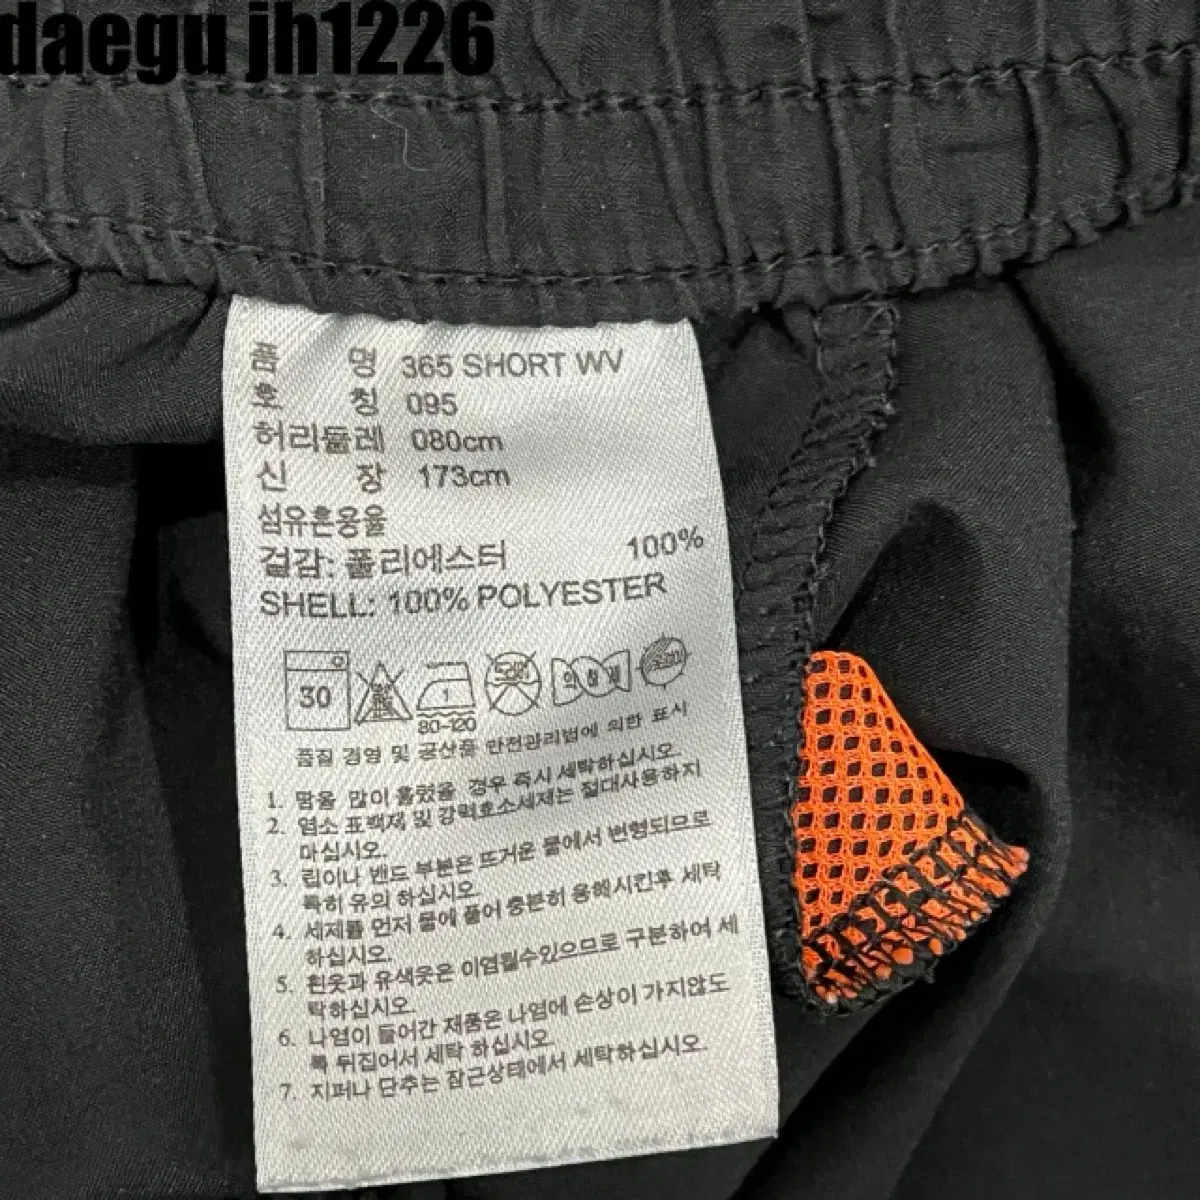 daegu jh1226
품 명 365 SHORT WV
호 칭 095
허리둘레 080cm
신 장 173cm
섬유혼용율
겉감: 폴리에스터 100%
SHELL: 100% POLYESTER
30
1
80-120
품질 경영 및 공산품 안전관리법에 의한 표시
1. 땀을 많이 흘렸을 경우 즉시 세탁하십시오.
2. 염소 표백제 및 강력효소세제는 절대사용하지
마십시오.
3. 립이나 밴드 부분은 뜨거운 물에서 변형되므로
특히 유의 하십시오.
4. 세제를 먼저 물에 풀어 충분히 용해시킨후 세탁
하십시오.
5. 흰옷과 유색옷은 이염될수있으므로 구분하여 세
탁하십시오.
6. 나염이 들어간 제품은 나염에 손상이 가지않도
록 뒤집어서 세탁 하십시오.
7. 지퍼나 단추는 잠근상태에서 세탁하십시오.